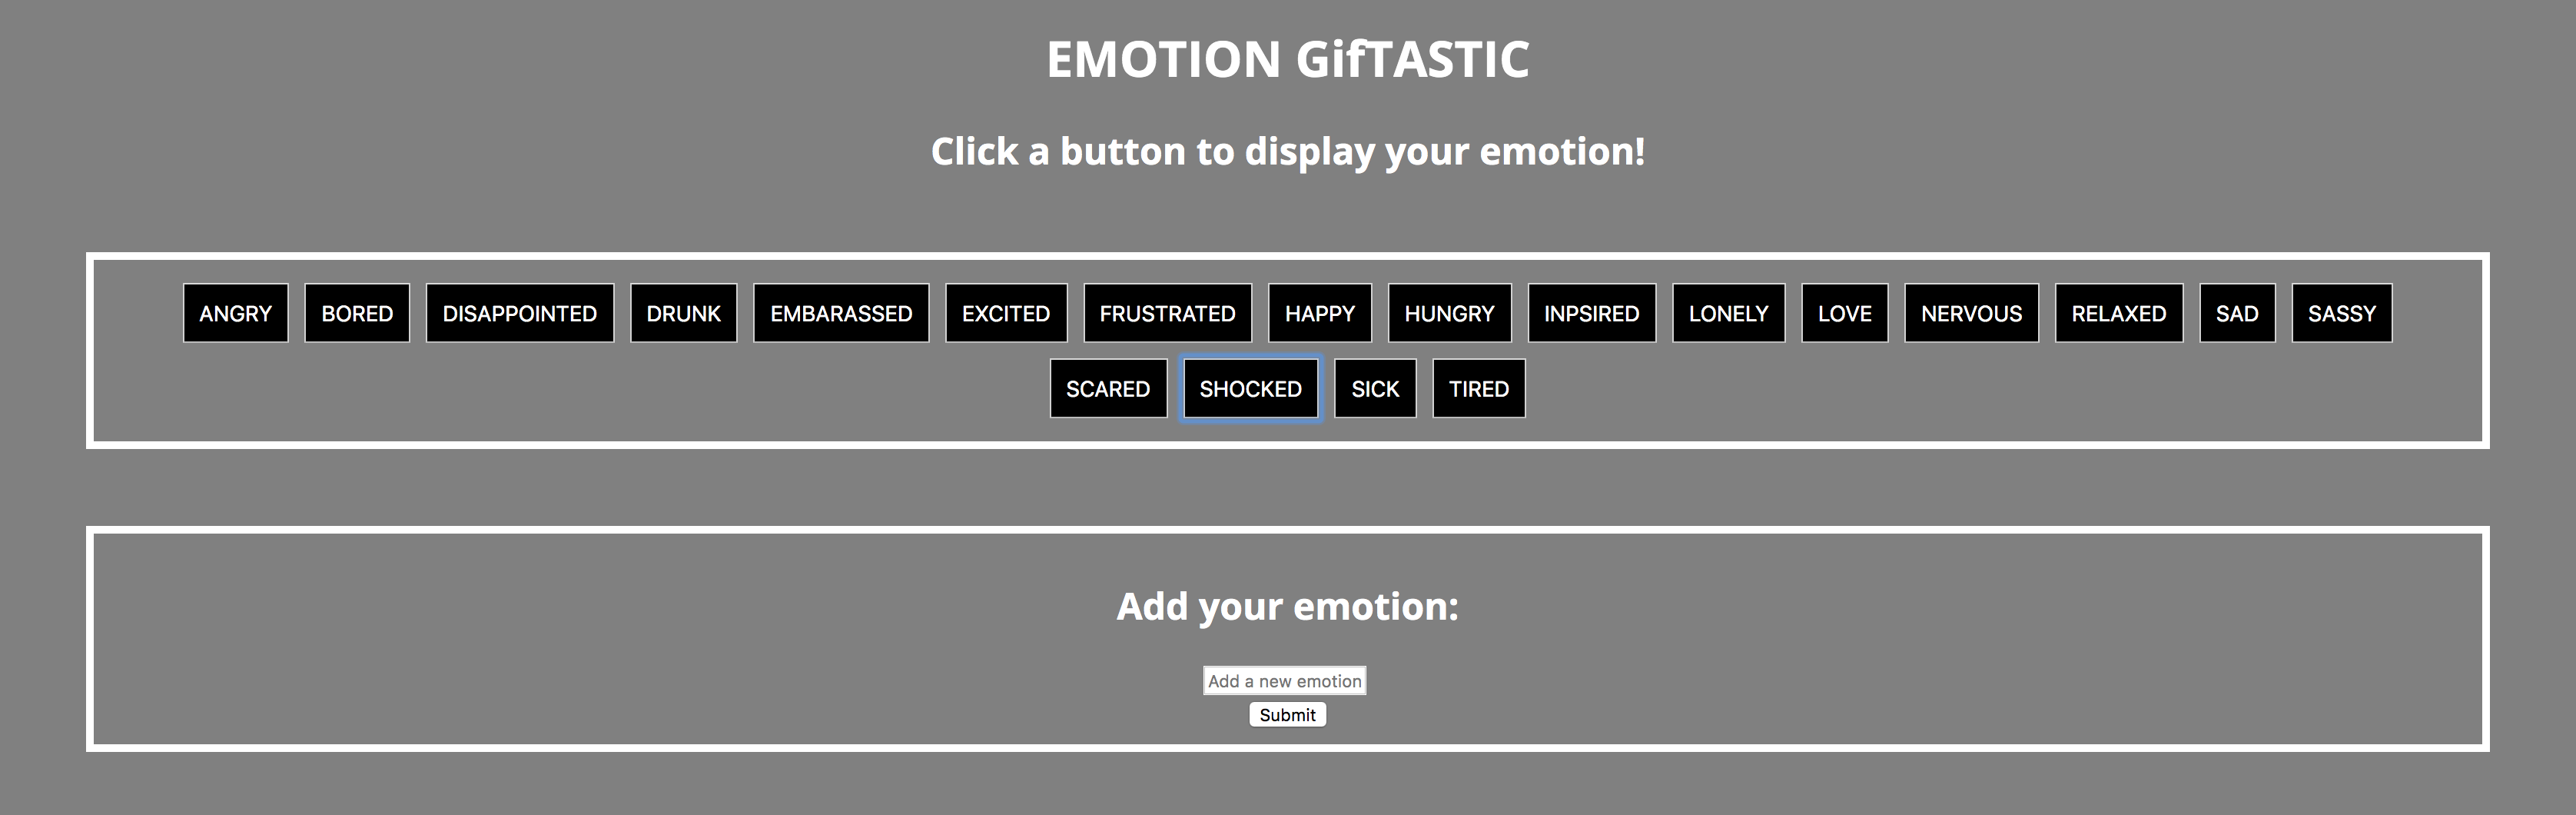 EMOTION GifTASTIC
Click a button to display your emotion!
ANGRY BORED DISAPPOINTED DRUNK EMBARASSED EXCITED FRUSTRATED HAPPY HUNGRY INPSIRED LONELY LOVE NERVOUS RELAXED SAD SASSY
SCARED SHOCKED SICK TIRED
Add your emotion:
Add a new emotion
Submit